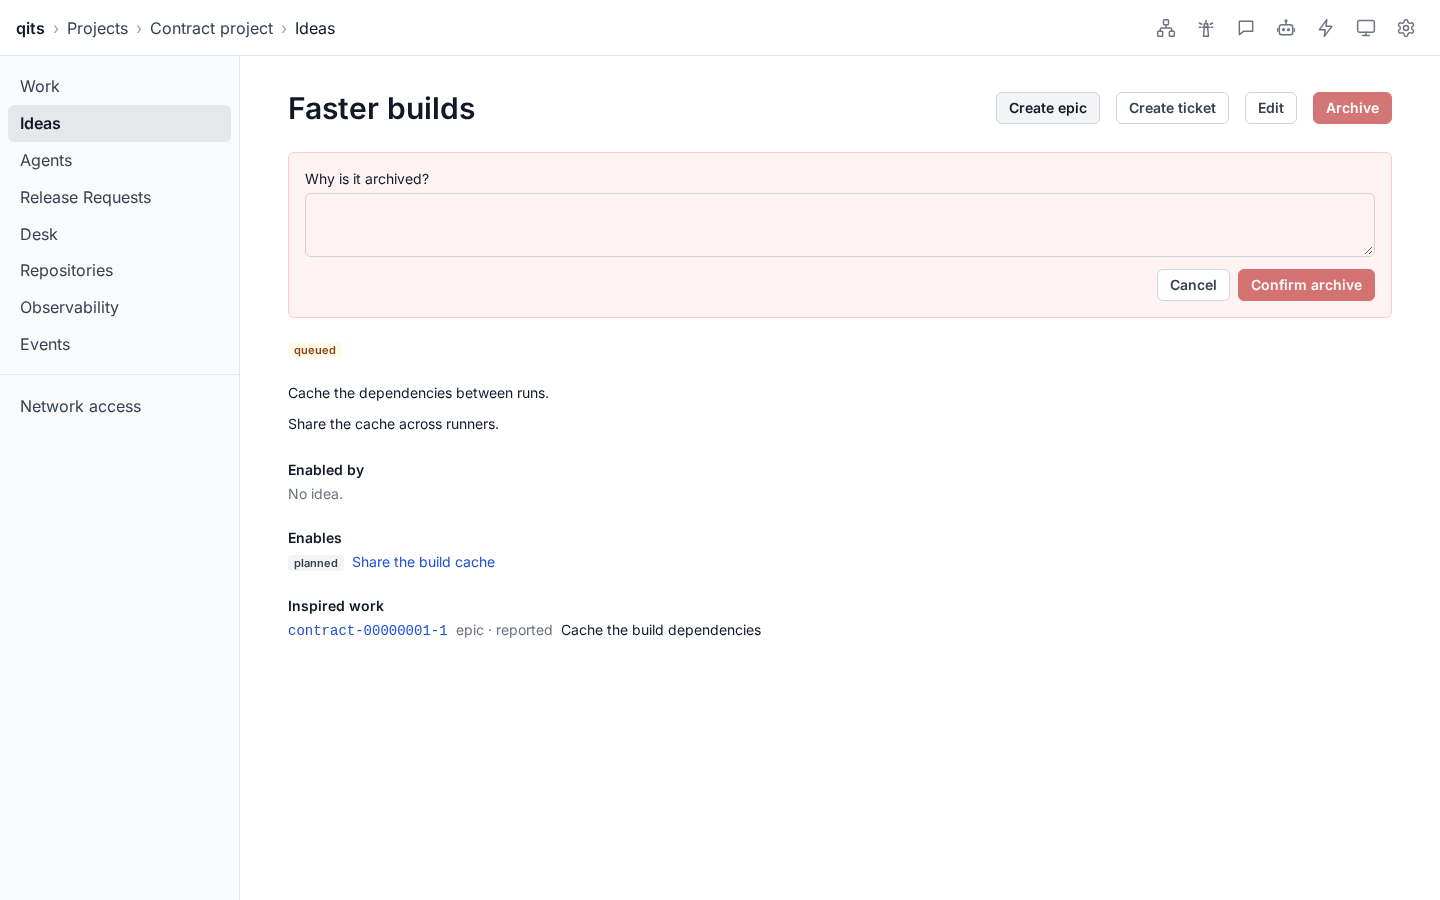 qits › Projects › Contract project › Ideas
Work
Ideas
Agents
Release Requests
Desk
Repositories
Observability
Events
Network access
Faster builds
Create epic
Create ticket
Edit
Archive
Why is it archived?
Cancel
Confirm archive
queued
Cache the dependencies between runs.
Share the cache across runners.
Enabled by
No idea.
Enables
planned Share the build cache
Inspired work
contract-00000001-1 epic · reported Cache the build dependencies